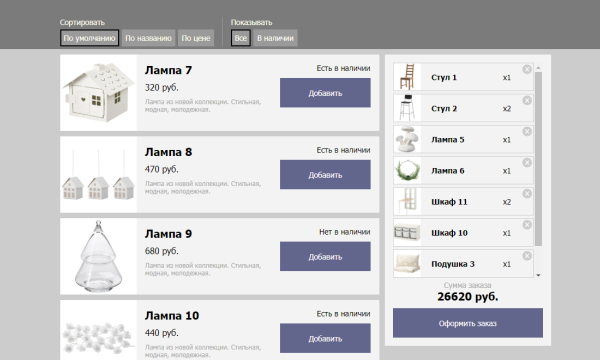 Сортировать
По умолчанию По названию По цене
Показывать
Все В наличии
Лампа 7
320 руб.
Лампа из новой коллекции. Стильная,
модная, молодежная.
Есть в наличии
Добавить
Лампа 8
470 руб.
Лампа из новой коллекции. Стильная,
модная, молодежная.
Есть в наличии
Добавить
Лампа 9
680 руб.
Лампа из новой коллекции. Стильная,
модная, молодежная.
Нет в наличии
Добавить
Лампа 10
440 руб.
Лампа из новой коллекции. Стильная,
модная, молодежная.
Есть в наличии
Добавить
Стул 1 x1
Стул 2 x2
Лампа 5 x1
Лампа 6 x1
Шкаф 11 x2
Шкаф 10 x1
Подушка 3 x1
Сумма заказа
26620 руб.
Оформить заказ